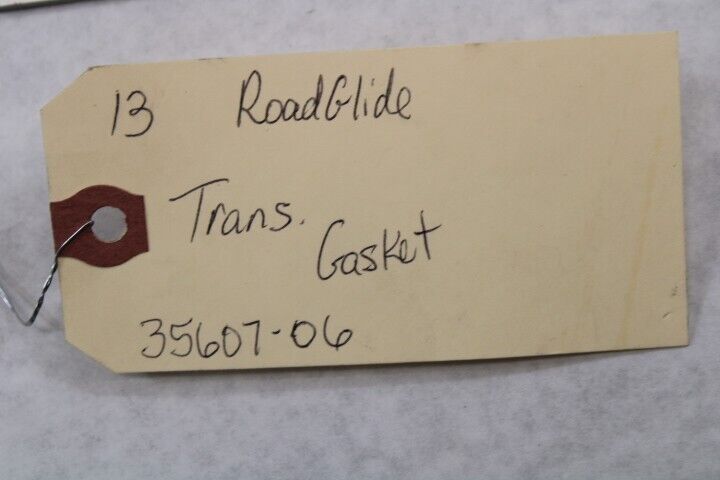 13 RoadGlide
Trans.
Gasket
35607-06